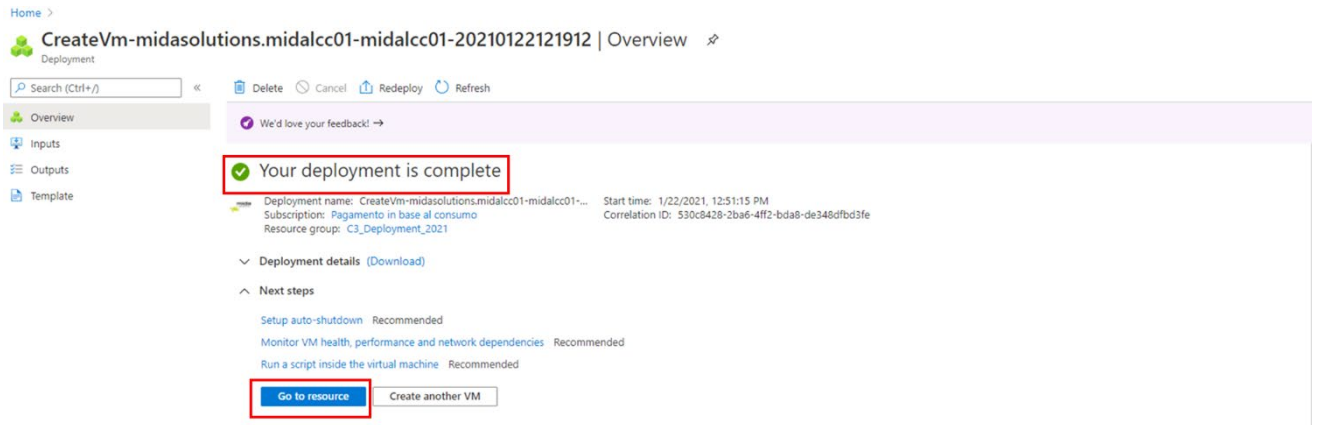 Home >
CreateVm-midasolutions.midalcc01-midalcc01-20210122121912 | Overview
Deployment
Search (Ctrl+/) «
Delete Cancel Redeploy Refresh
Overview
Inputs
Outputs
Template
We'd love your feedback! →
Your deployment is complete
Deployment name: CreateVm-midasolutions.midalcc01-midalcc01-... Start time: 1/22/2021, 12:51:15 PM
Subscription: Pagamento in base al consumo Correlation ID: 530c8428-2ba6-4ff2-bda8-de348dfbd3fe
Resource group: C3_Deployment_2021
Deployment details (Download)
Next steps
Setup auto-shutdown Recommended
Monitor VM health, performance and network dependencies Recommended
Run a script inside the virtual machine Recommended
Go to resource Create another VM